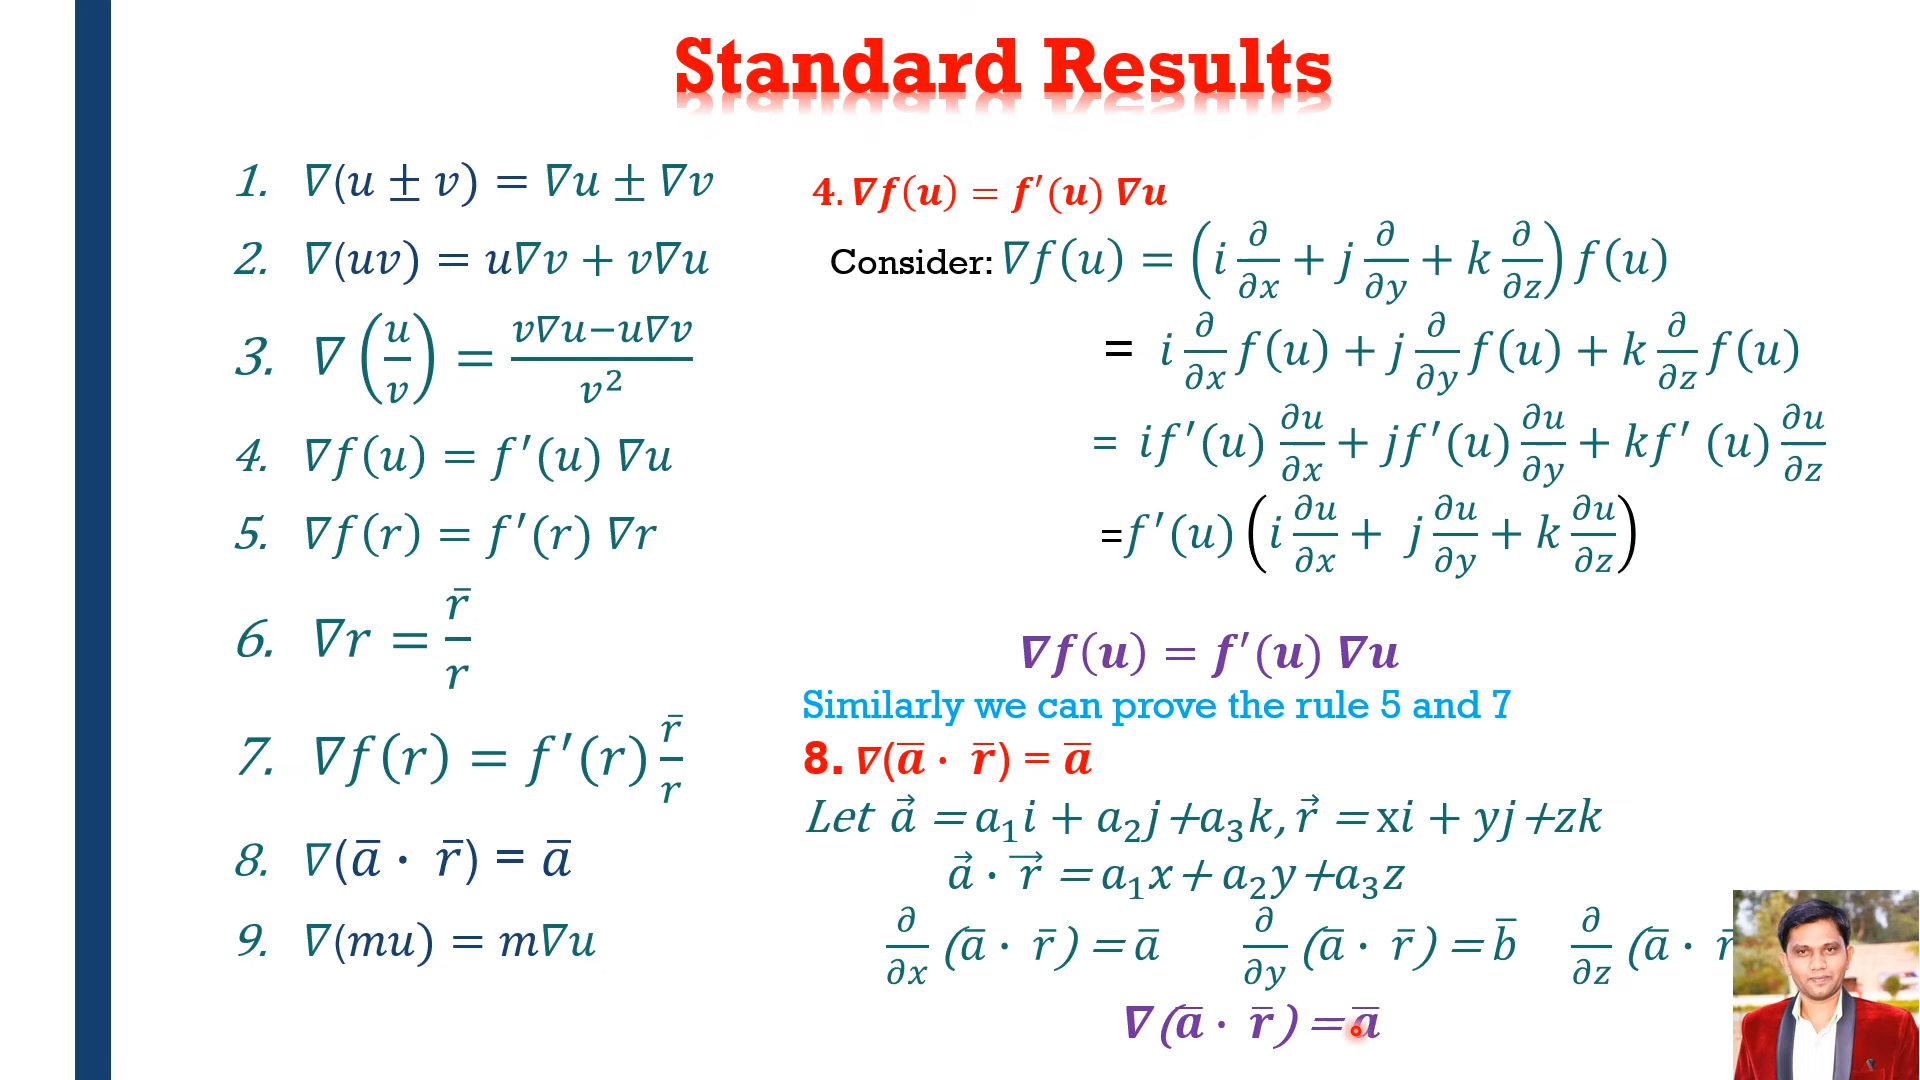 Standard Results
1. ∇(u ± v) = ∇u ± ∇v
2. ∇(uv) = u∇v + v∇u
3. ∇(u/v) = (v∇u−u∇v)/v²
4. ∇f(u) = f′(u) ∇u
5. ∇f(r) = f′(r) ∇r
6. ∇r = r̄/r
7. ∇f(r) = f′(r) r̄/r
8. ∇(a̅ · r̅) = a̅
9. ∇(mu) = m∇u
4. ∇f(u) = f′(u) ∇u
Consider: ∇f(u) = (i ∂/∂x + j ∂/∂y + k ∂/∂z) f(u)
= i ∂/∂x f(u) + j ∂/∂y f(u) + k ∂/∂z f(u)
= if′(u) ∂u/∂x + jf′(u) ∂u/∂y + kf′ (u) ∂u/∂z
=f′(u) (i ∂u/∂x + j ∂u/∂y + k ∂u/∂z)
∇f(u) = f′(u) ∇u
Similarly we can prove the rule 5 and 7
8. ∇(a̅ · r̅) = a̅
Let a⃗ = a₁i + a₂j+a₃k, r⃗ = xi + yj+zk
a⃗ · r⃗ = a₁x+ a₂y+a₃z
∂/∂x (a̅ · r̅) = a̅ ∂/∂y (a̅ · r̅) = b̅ ∂/∂z (a̅ · r̅
∇(a̅ · r̅) = a̅